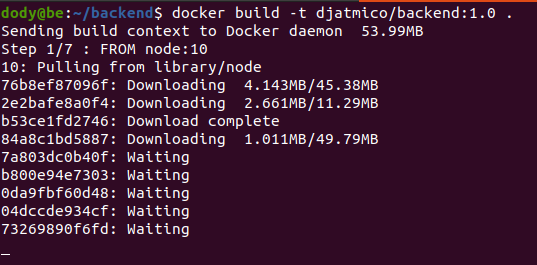 dody@be:~/backend$ docker build -t djatmico/backend:1.0 .
Sending build context to Docker daemon  53.99MB
Step 1/7 : FROM node:10
10: Pulling from library/node
76b8ef87096f: Downloading  4.143MB/45.38MB
2e2bafe8a0f4: Downloading  2.661MB/11.29MB
b53ce1fd2746: Download complete
84a8c1bd5887: Downloading  1.011MB/49.79MB
7a803dc0b40f: Waiting
b800e94e7303: Waiting
0da9fbf60d48: Waiting
04dccde934cf: Waiting
73269890f6fd: Waiting